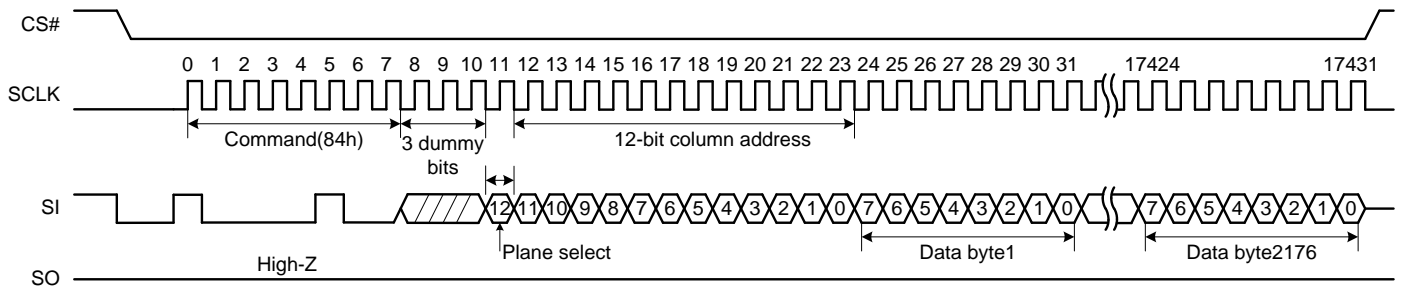 CS#
0 1 2 3 4 5 6 7 8 9 10 11 12 13 14 15 16 17 18 19 20 21 22 23 24 25 26 27 28 29 30 31 17424 17431
SCLK
Command(84h) 3 dummy bits 12-bit column address
SI 12 11 10 9 8 7 6 5 4 3 2 1 0 7 6 5 4 3 2 1 0 7 6 5 4 3 2 1 0
Plane select Data byte1 Data byte2176
High-Z
SO